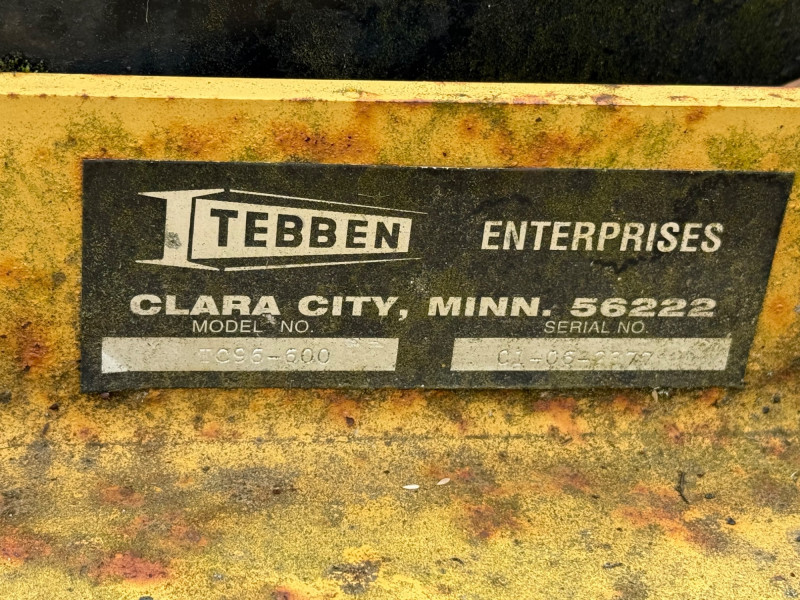 TEBBEN ENTERPRISES
CLARA CITY, MINN. 56222
MODEL NO. SERIAL NO.
TC96-600